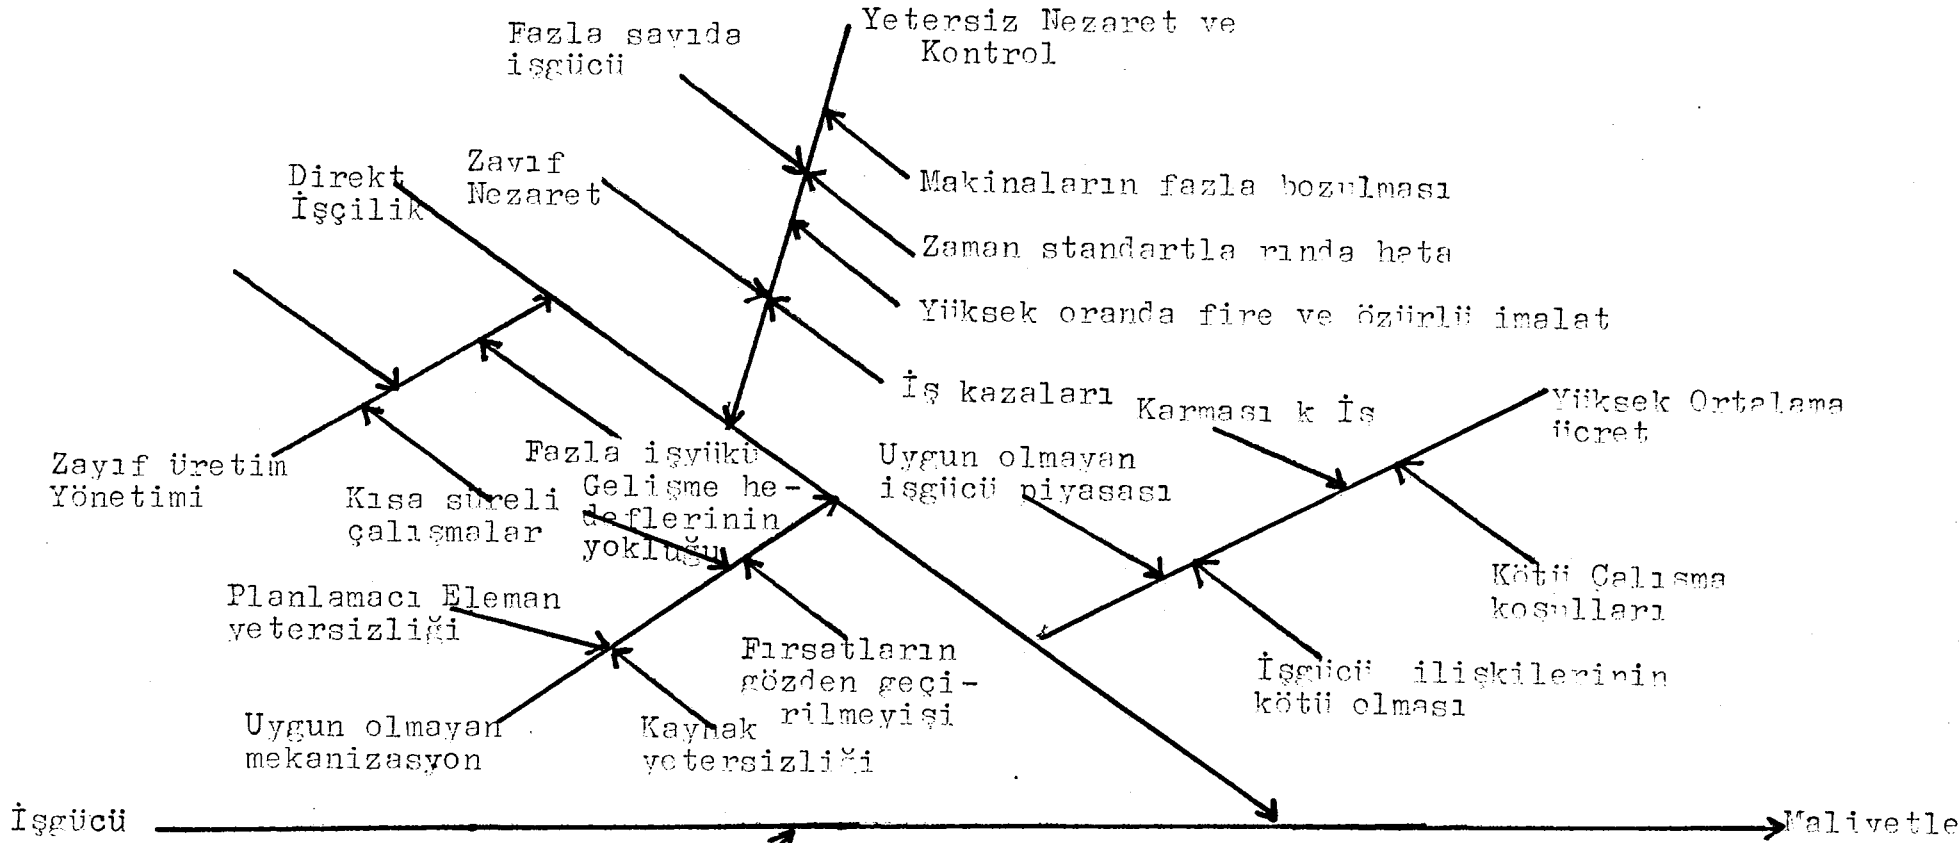 Fazla sayıda
işgücü
Yetersiz Nezaret ve
Kontrol
Direkt
İşçilik
Zayıf
Nezaret
Makinaların fazla bozulması
Zaman standartla rında hata
Yüksek oranda fire ve özürlü imalat
İş kazaları
Karması k İş
Yüksek Ortalama
ücret
Zayıf üretim
Yönetimi
Kısa süreli
çalışmalar
Fazla işyükü
Gelişme he-
deflerinin
yokluğu
Uygun olmayan
işgücü piyasası
Planlamacı Eleman
yetersizliği
Kötü Çalışma
koşulları
Fırsatların
gözden geçi-
rilmeyişi
İşgücü ilişkilerinin
kötü olması
Uygun olmayan
mekanizasyon
Kaynak
yetersizliği
İşgücü
Maliyetle